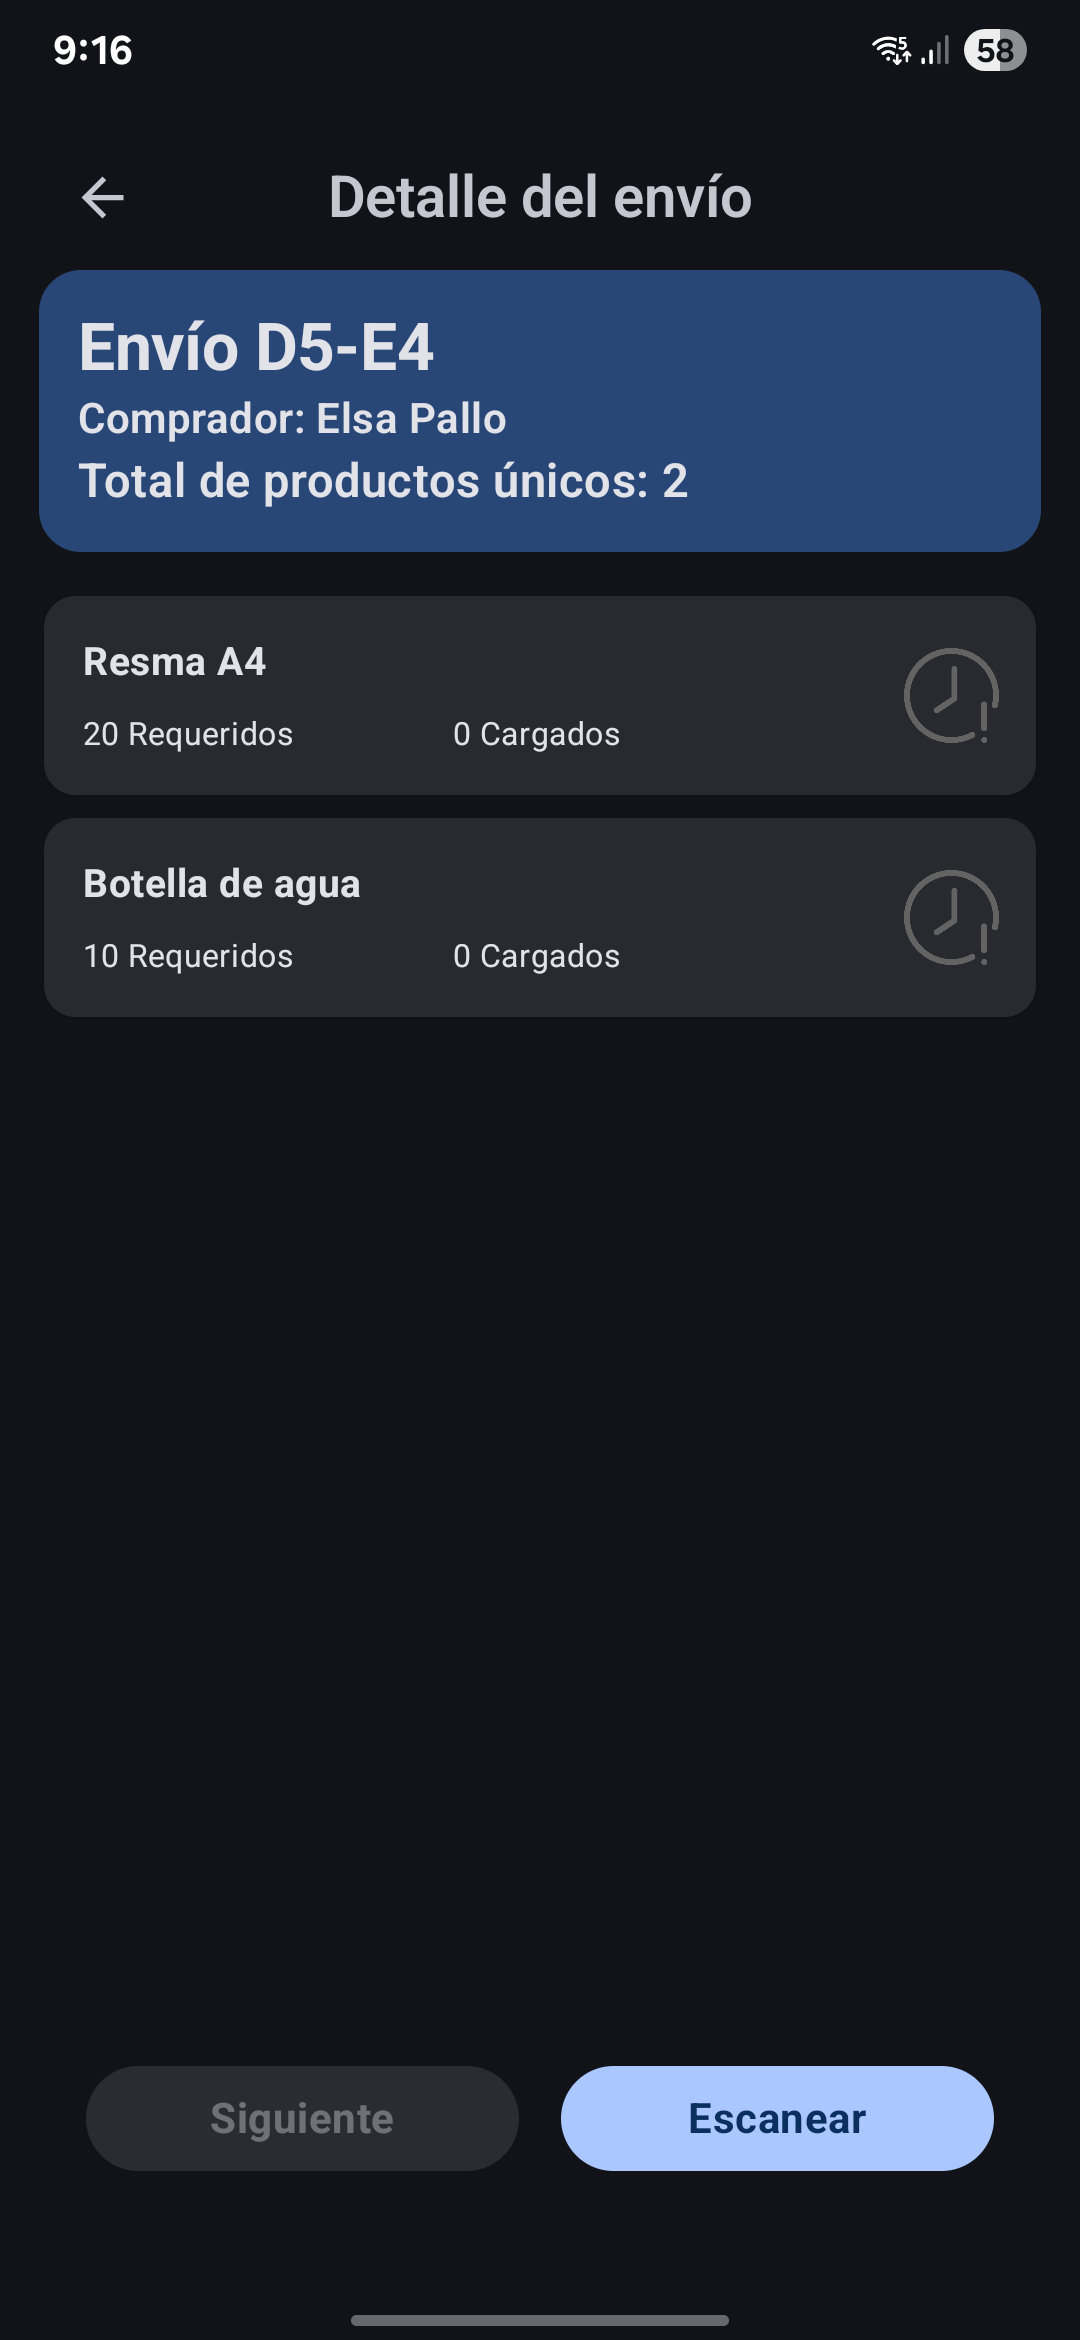 9:16
5
58
Detalle del envío
Envío D5-E4
Comprador: Elsa Pallo
Total de productos únicos: 2
Resma A4
20 Requeridos 0 Cargados
Botella de agua
10 Requeridos 0 Cargados
Siguiente Escanear